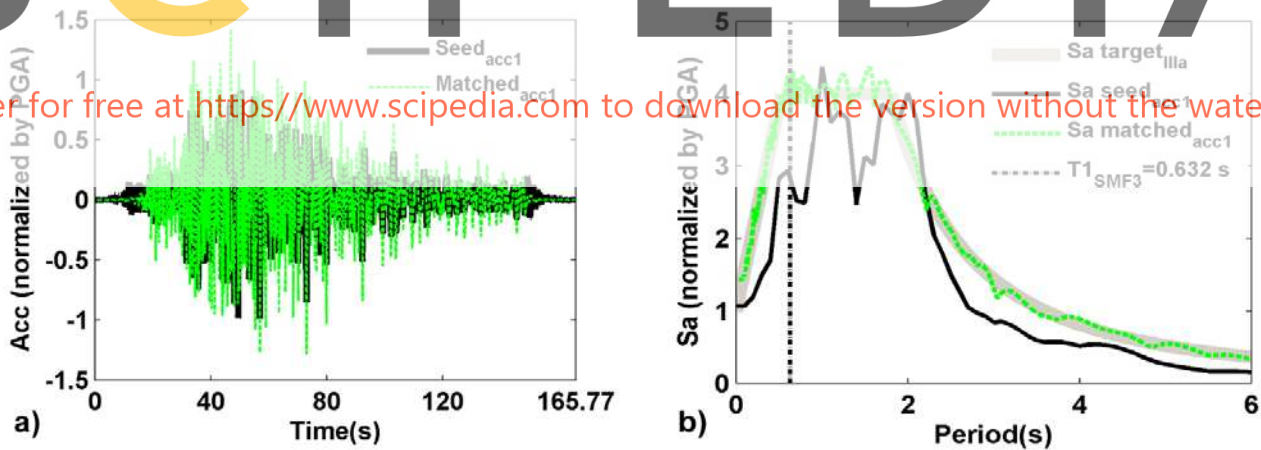 1.5
1
0.5
0
-0.5
-1
-1.5
Acc (normalized by PGA)
Seed acc1
Matched acc1
0 40 80 120 165.77
a) Time(s)
5
4
3
2
1
0
Sa (normalized by PGA)
Sa target IIIa
Sa seed acc1
Sa matched acc1
T1 SMF3=0.632 s
0 2 4 6
b) Period(s)
er for free at https//www.scipedia.com to download the version without the wate